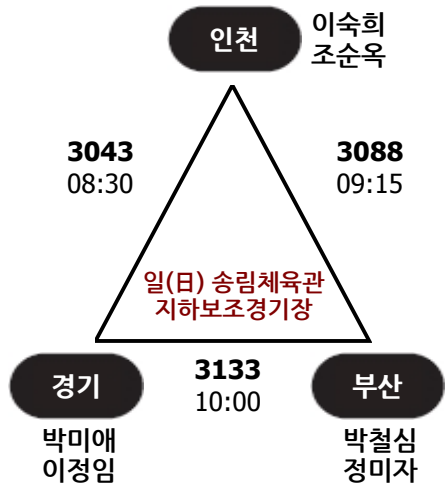 인천
이숙희
조순옥
3043
08:30
3088
09:15
일(日) 송림체육관
지하보조경기장
경기
3133
10:00
부산
박미애
이정임
박철심
정미자